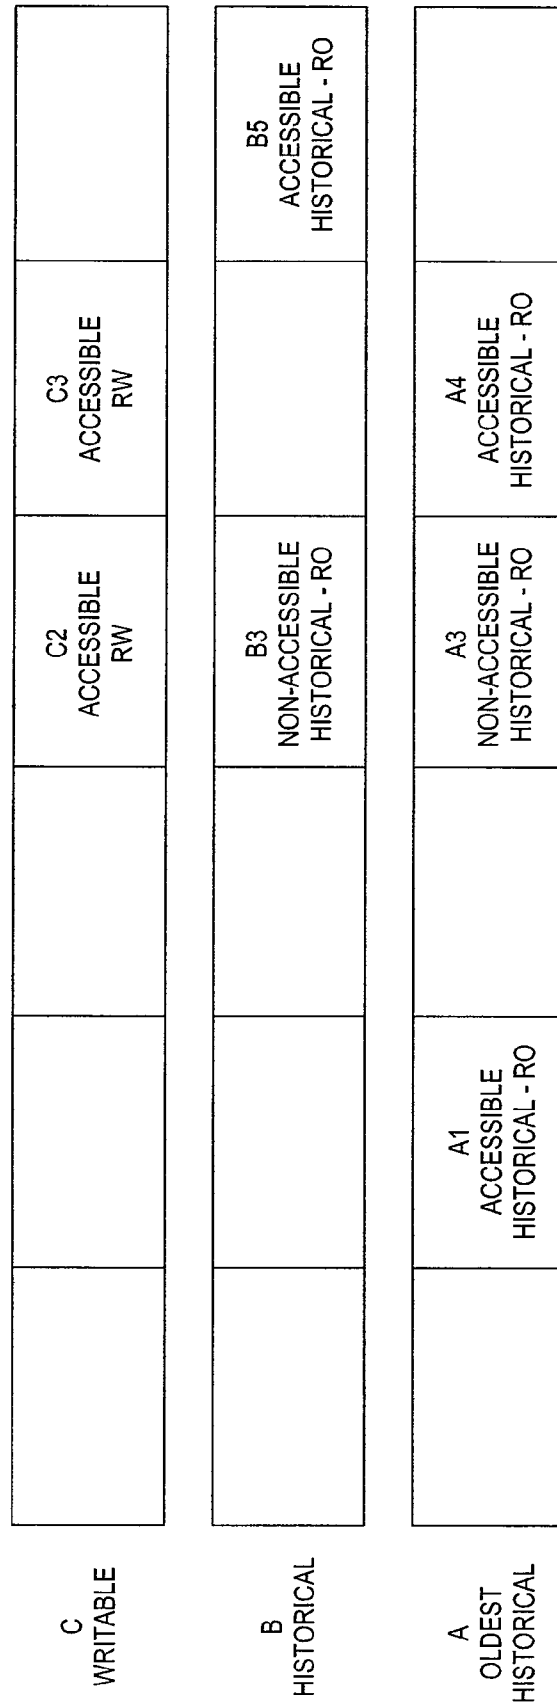 C
WRITABLE
C2
ACCESSIBLE
RW
C3
ACCESSIBLE
RW
B
HISTORICAL
B3
NON-ACCESSIBLE
HISTORICAL - RO
B5
ACCESSIBLE
HISTORICAL - RO
A
OLDEST
HISTORICAL
A1
ACCESSIBLE
HISTORICAL - RO
A3
NON-ACCESSIBLE
HISTORICAL - RO
A4
ACCESSIBLE
HISTORICAL - RO